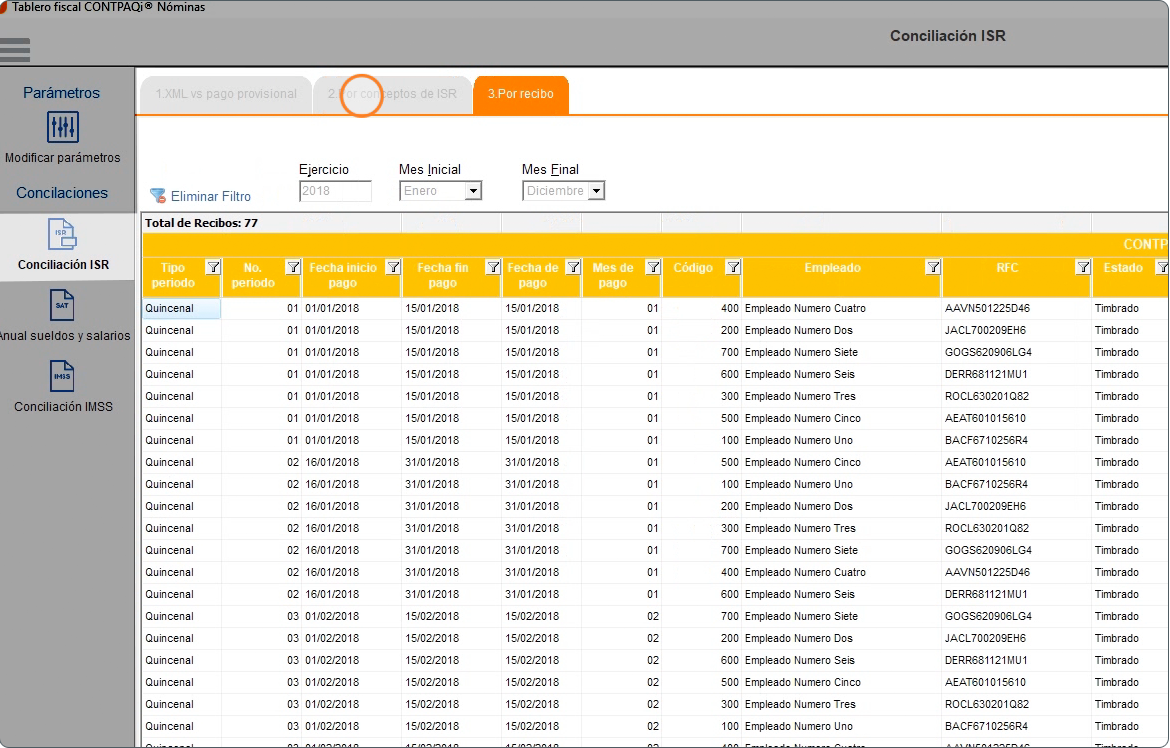 Tablero fiscal CONTPAQi® Nóminas
Conciliación ISR
Parámetros
Modificar parámetros
Concilaciones
ISR
Conciliación ISR
SAT
Anual sueldos y salarios
IMSS
Conciliación IMSS
1.XML vs pago provisional 2.Por conceptos de ISR 3.Por recibo
Ejercicio Mes Inicial Mes Final
Eliminar Filtro 2018 Enero Diciembre
Total de Recibos: 77
CONTP
Tipo periodo No. periodo Fecha inicio pago Fecha fin pago Fecha de pago Mes de pago Código Empleado RFC Estado
Quincenal 01 01/01/2018 15/01/2018 15/01/2018 01 400 Empleado Numero Cuatro AAVN501225D46 Timbrado
Quincenal 01 01/01/2018 15/01/2018 15/01/2018 01 200 Empleado Numero Dos JACL700209EH6 Timbrado
Quincenal 01 01/01/2018 15/01/2018 15/01/2018 01 700 Empleado Numero Siete GOGS620906LG4 Timbrado
Quincenal 01 01/01/2018 15/01/2018 15/01/2018 01 600 Empleado Numero Seis DERR681121MU1 Timbrado
Quincenal 01 01/01/2018 15/01/2018 15/01/2018 01 300 Empleado Numero Tres ROCL630201Q82 Timbrado
Quincenal 01 01/01/2018 15/01/2018 15/01/2018 01 500 Empleado Numero Cinco AEAT601015610 Timbrado
Quincenal 01 01/01/2018 15/01/2018 15/01/2018 01 100 Empleado Numero Uno BACF6710256R4 Timbrado
Quincenal 02 16/01/2018 31/01/2018 31/01/2018 01 500 Empleado Numero Cinco AEAT601015610 Timbrado
Quincenal 02 16/01/2018 31/01/2018 31/01/2018 01 100 Empleado Numero Uno BACF6710256R4 Timbrado
Quincenal 02 16/01/2018 31/01/2018 31/01/2018 01 200 Empleado Numero Dos JACL700209EH6 Timbrado
Quincenal 02 16/01/2018 31/01/2018 31/01/2018 01 300 Empleado Numero Tres ROCL630201Q82 Timbrado
Quincenal 02 16/01/2018 31/01/2018 31/01/2018 01 700 Empleado Numero Siete GOGS620906LG4 Timbrado
Quincenal 02 16/01/2018 31/01/2018 31/01/2018 01 400 Empleado Numero Cuatro AAVN501225D46 Timbrado
Quincenal 02 16/01/2018 31/01/2018 31/01/2018 01 600 Empleado Numero Seis DERR681121MU1 Timbrado
Quincenal 03 01/02/2018 15/02/2018 15/02/2018 02 700 Empleado Numero Siete GOGS620906LG4 Timbrado
Quincenal 03 01/02/2018 15/02/2018 15/02/2018 02 200 Empleado Numero Dos JACL700209EH6 Timbrado
Quincenal 03 01/02/2018 15/02/2018 15/02/2018 02 600 Empleado Numero Seis DERR681121MU1 Timbrado
Quincenal 03 01/02/2018 15/02/2018 15/02/2018 02 500 Empleado Numero Cinco AEAT601015610 Timbrado
Quincenal 03 01/02/2018 15/02/2018 15/02/2018 02 300 Empleado Numero Tres ROCL630201Q82 Timbrado
Quincenal 03 01/02/2018 15/02/2018 15/02/2018 02 100 Empleado Numero Uno BACF6710256R4 Timbrado